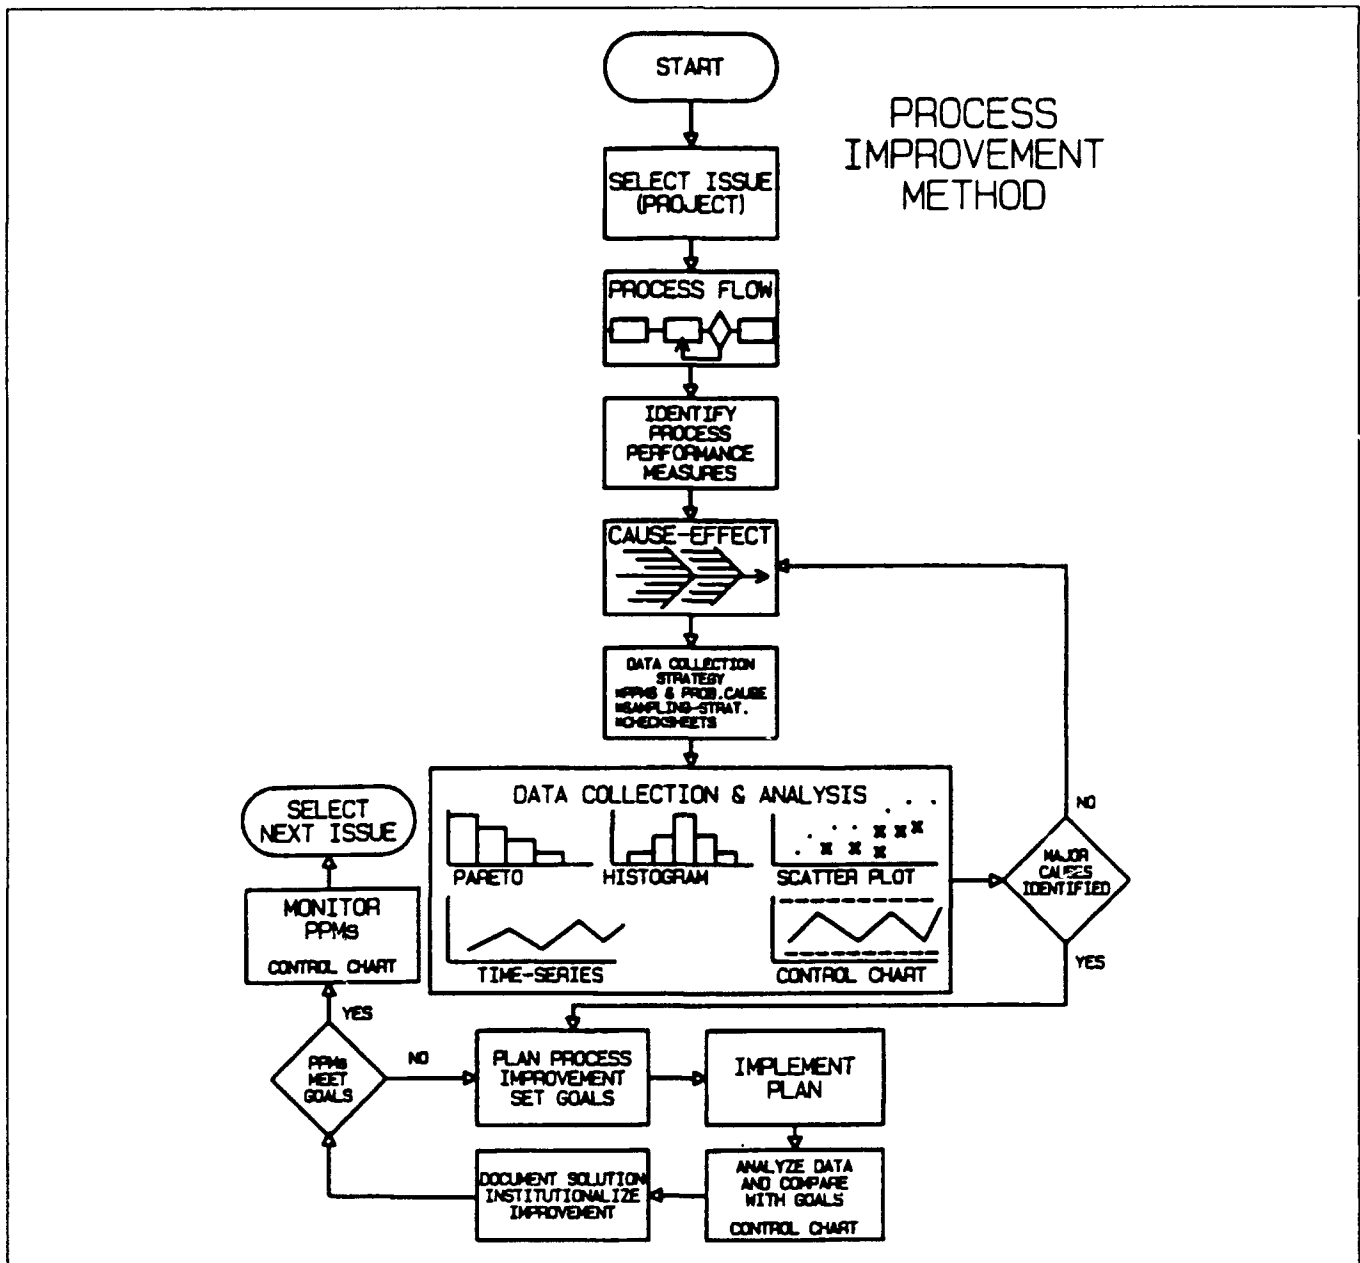 START
PROCESS
IMPROVEMENT
METHOD
SELECT ISSUE
(PROJECT)
PROCESS FLOW
IDENTIFY
PROCESS
PERFORMANCE
MEASURES
CAUSE-EFFECT
DATA COLLECTION
STRATEGY
*PPMS & PROB.CAUSE
*SAMPLING-STRAT.
*CHECKSHEETS
DATA COLLECTION & ANALYSIS
PARETO
HISTOGRAM
SCATTER PLOT
TIME-SERIES
CONTROL CHART
NO
MAJOR
CAUSES
IDENTIFIED
YES
SELECT
NEXT ISSUE
MONITOR
PPMs
CONTROL CHART
YES
PPMs
MEET
GOALS
NO
PLAN PROCESS
IMPROVEMENT
SET GOALS
IMPLEMENT
PLAN
ANALYZE DATA
AND COMPARE
WITH GOALS
CONTROL CHART
DOCUMENT SOLUTION
INSTITUTIONALIZE
IMPROVEMENT